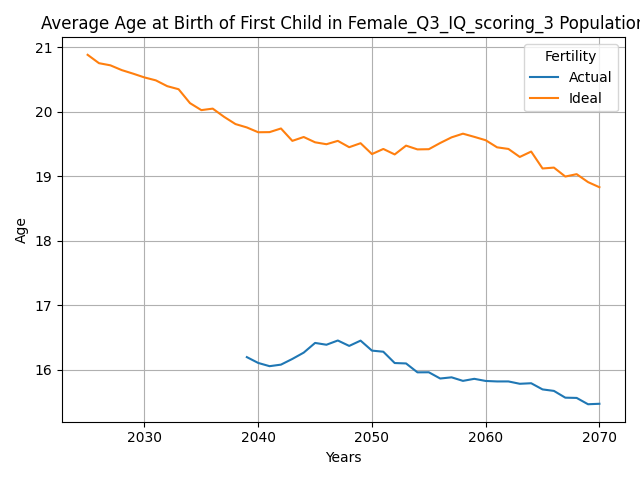 Average Age at Birth of First Child in Female_Q3_IQ_scoring_3 Population
21
20
19
18
17
16
Age
Fertility
Actual
Ideal
2030 2040 2050 2060 2070
Years